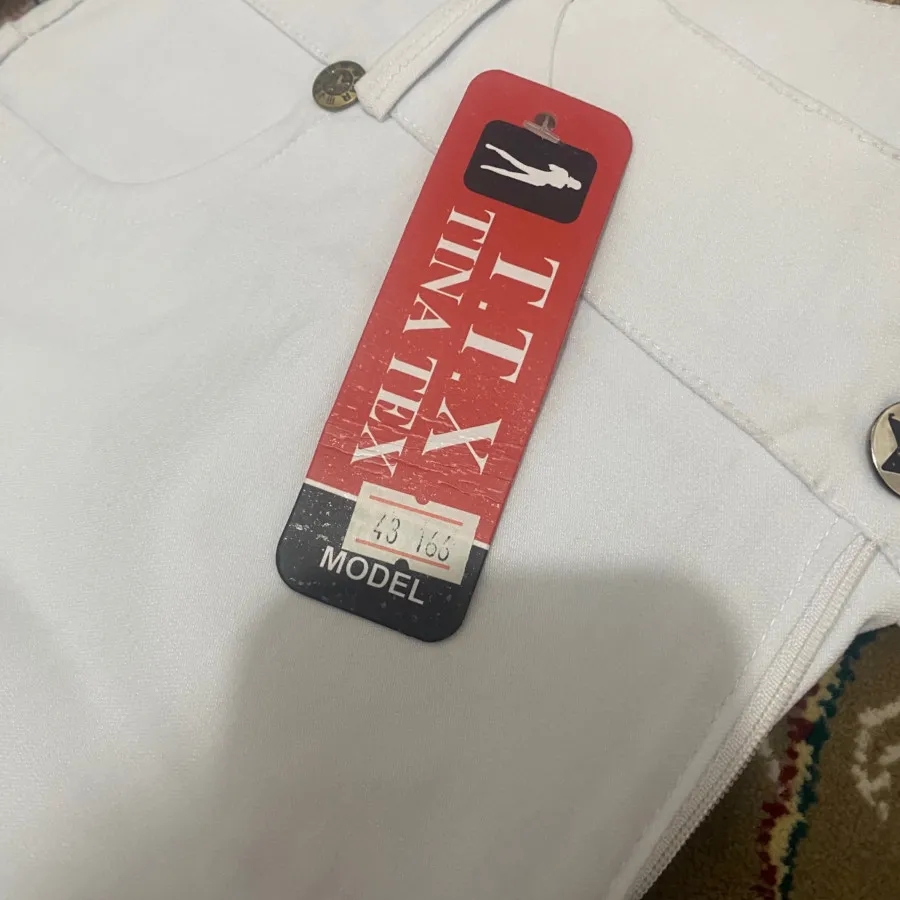 T.T.X
TINA TEX
43 166
MODEL